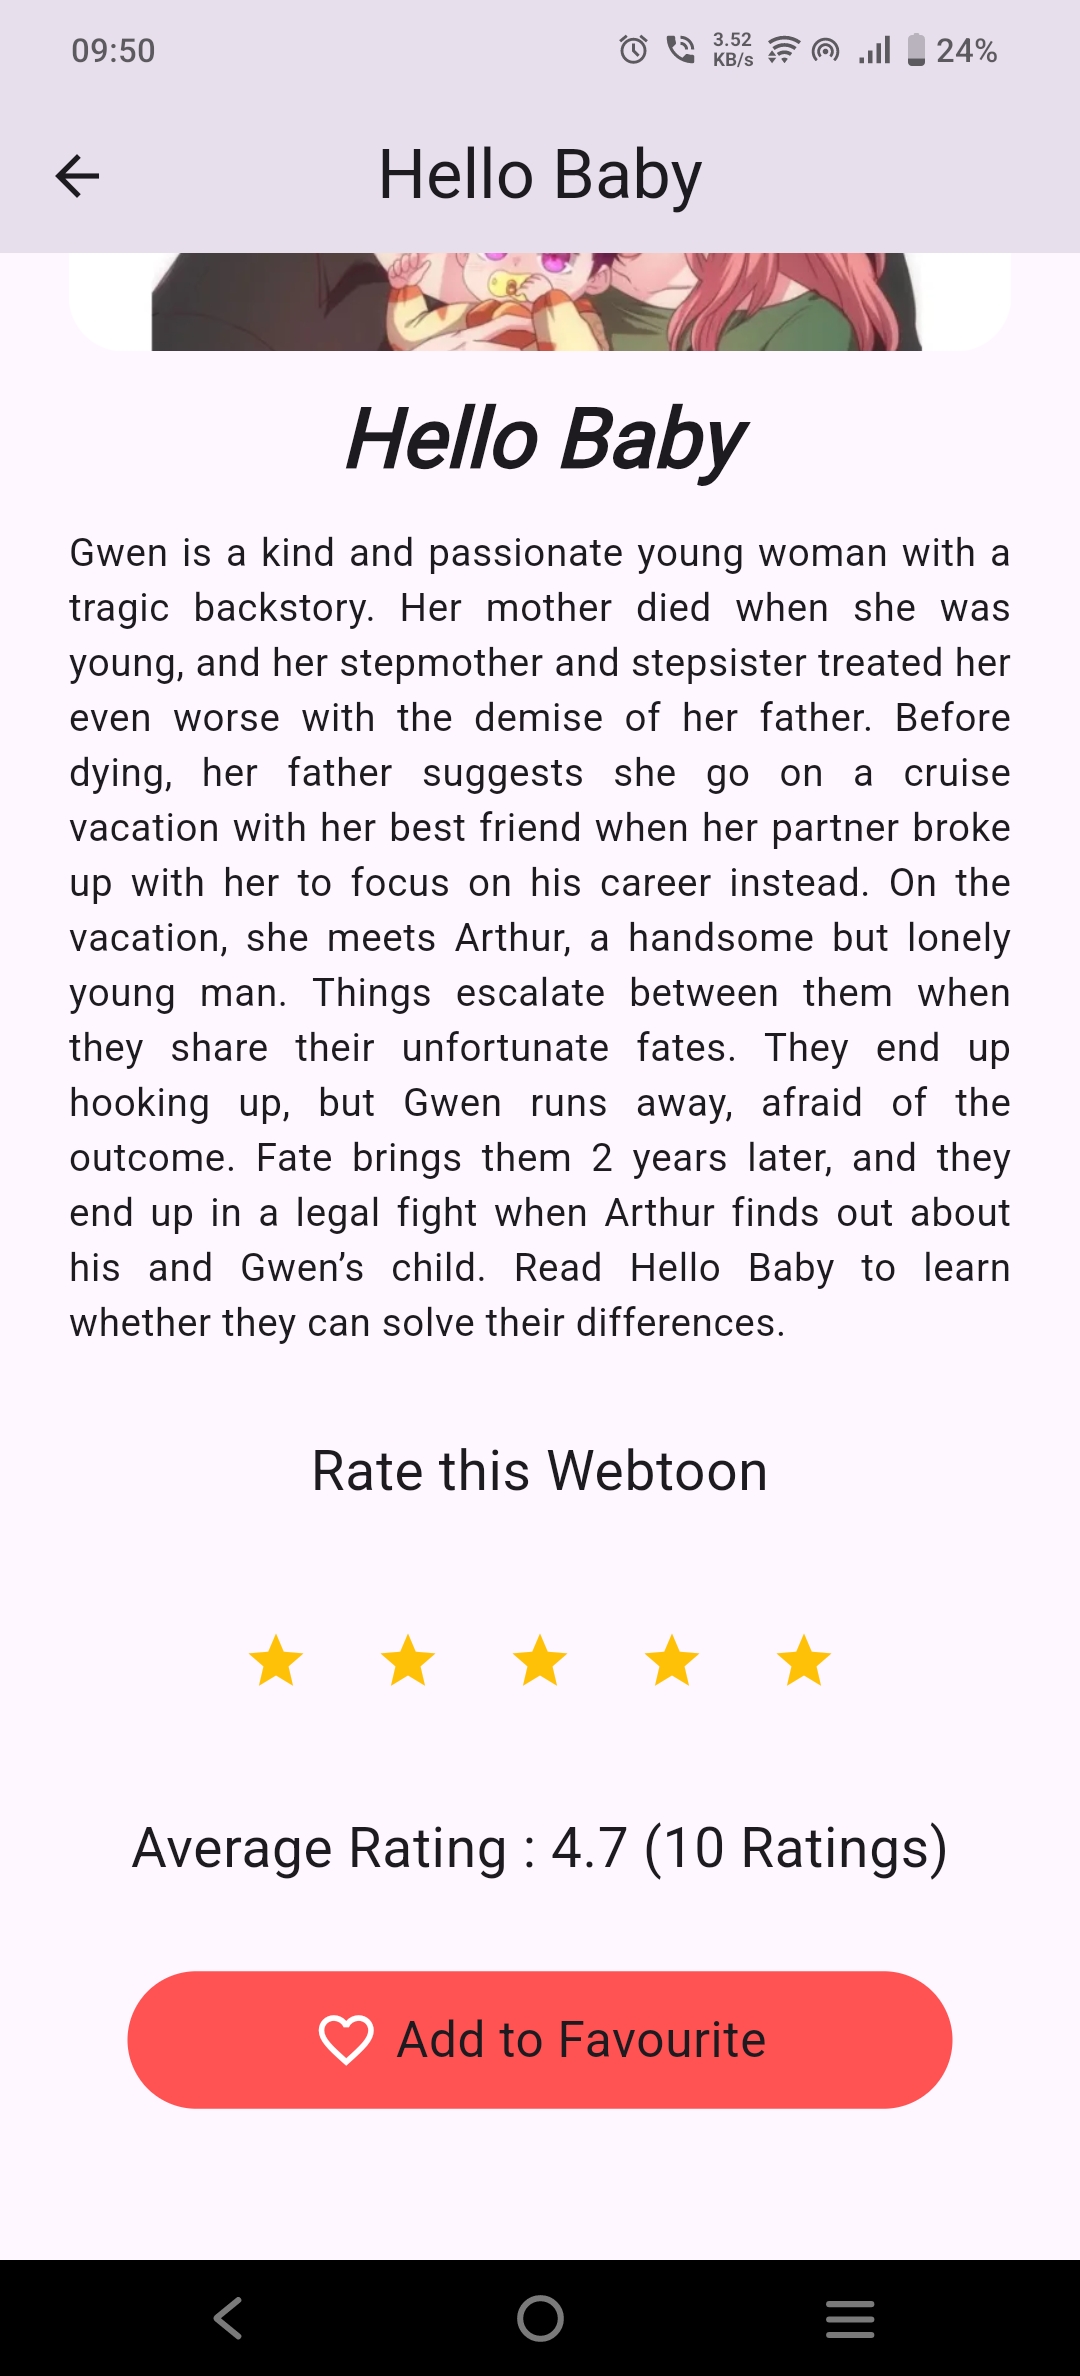 09:50
3.52
KB/s
24%
Hello Baby
Hello Baby
Gwen is a kind and passionate young woman with a
tragic backstory. Her mother died when she was
young, and her stepmother and stepsister treated her
even worse with the demise of her father. Before
dying, her father suggests she go on a cruise
vacation with her best friend when her partner broke
up with her to focus on his career instead. On the
vacation, she meets Arthur, a handsome but lonely
young man. Things escalate between them when
they share their unfortunate fates. They end up
hooking up, but Gwen runs away, afraid of the
outcome. Fate brings them 2 years later, and they
end up in a legal fight when Arthur finds out about
his and Gwen’s child. Read Hello Baby to learn
whether they can solve their differences.
Rate this Webtoon
Average Rating : 4.7 (10 Ratings)
Add to Favourite